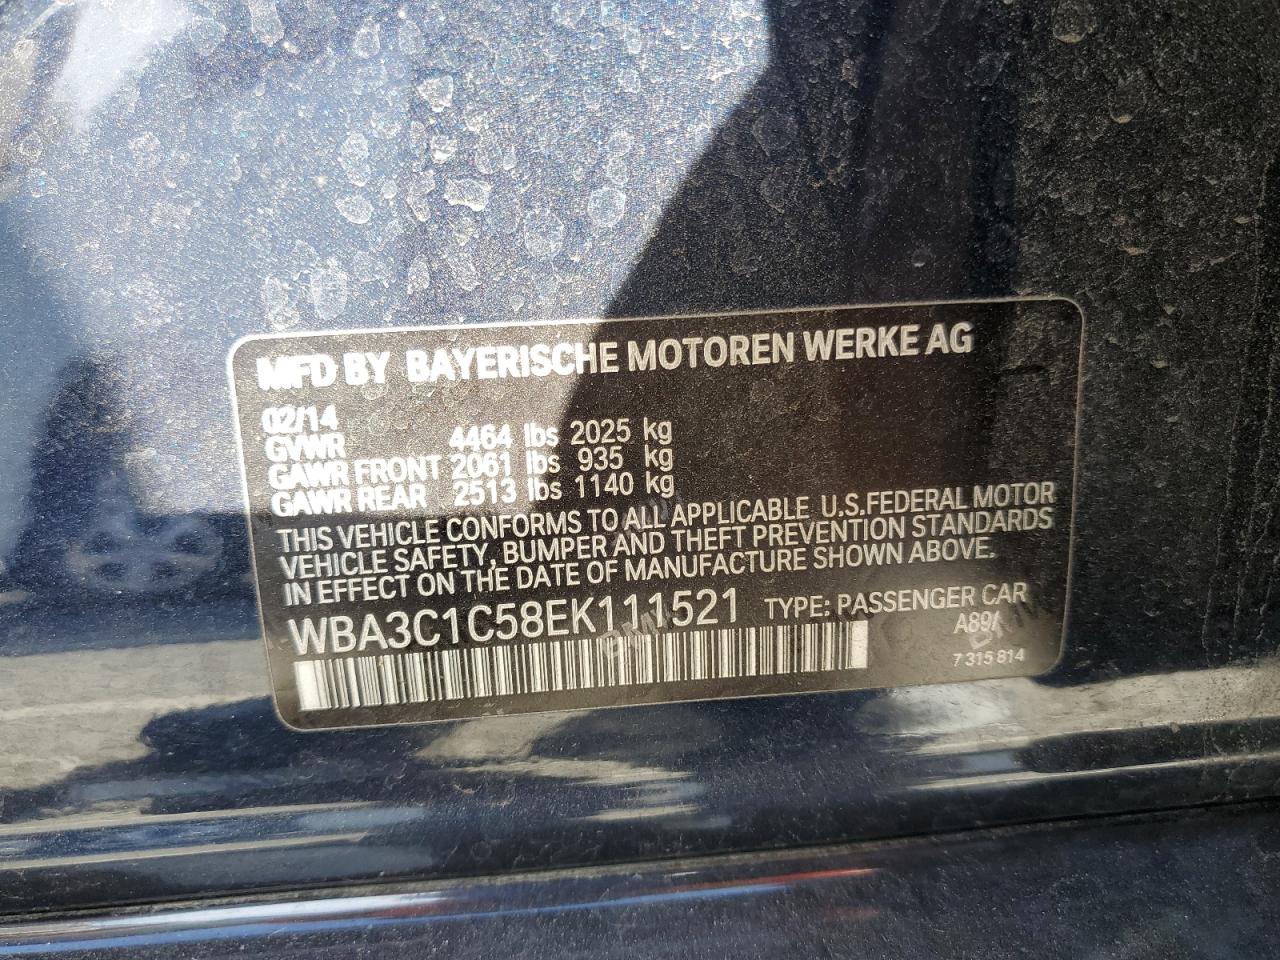 MFD BY BAYERISCHE MOTOREN WERKE AG
02/14
GVWR 4464 lbs 2025 kg
GAWR FRONT 2061 lbs 935 kg
GAWR REAR 2513 lbs 1140 kg
THIS VEHICLE CONFORMS TO ALL APPLICABLE U.S.FEDERAL MOTOR
VEHICLE SAFETY, BUMPER AND THEFT PREVENTION STANDARDS
IN EFFECT ON THE DATE OF MANUFACTURE SHOWN ABOVE.
WBA3C1C58EK111521 TYPE: PASSENGER CAR
A89/
7 315 814